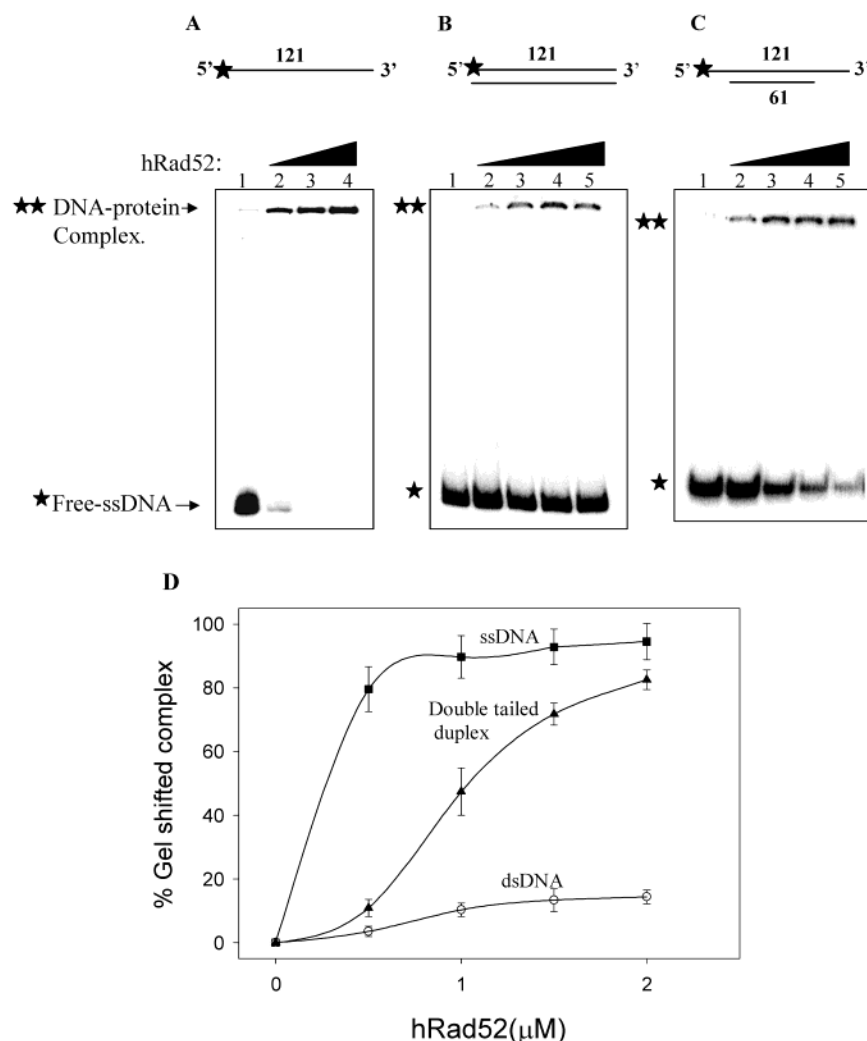 A B C
5’ 121 3’
5’ 121 3’
5’ 121 3’
61
hRad52:
1 2 3 4
1 2 3 4 5
1 2 3 4 5
DNA-protein
Complex.
Free-ssDNA
D
100
80
60
40
20
0
% Gel shifted complex
ssDNA
Double tailed
duplex
dsDNA
0 1 2
hRad52(μM)